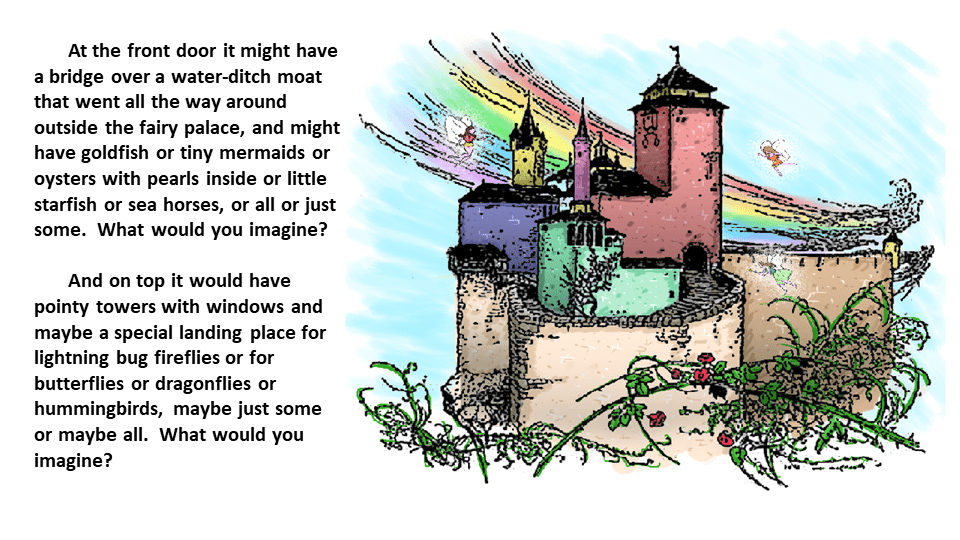 At the front door it might have
a bridge over a water-ditch moat
that went all the way around
outside the fairy palace, and might
have goldfish or tiny mermaids or
oysters with pearls inside or little
starfish or sea horses, or all or just
some.  What would you imagine?
And on top it would have
pointy towers with windows and
maybe a special landing place for
lightning bug fireflies or for
butterflies or dragonflies or
hummingbirds,  maybe just some
or maybe all.  What would you
imagine?